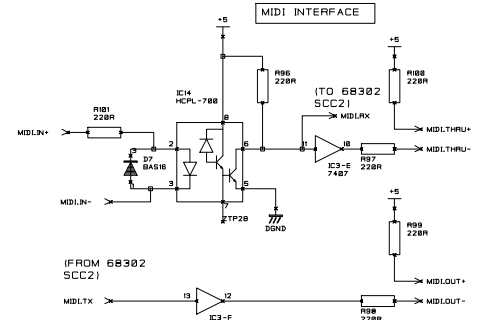 MIDI INTERFACE
+5
+5
R96
220R
R100
220R
IC14
HCPL-700
(TO 68302
SCC2)
R101
220R
MIDI.RX
MIDI.THRU+
8
MIDI.IN+
3
D7
BAS16
2
6
11
10
MIDI.THRU-
IC3-E
7407
R97
220R
3
5
+5
MIDI.IN-
7
ZTP28
DGND
R99
220R
(FROM 68302
SCC2)
MIDI.OUT+
MIDI.TX
13
12
MIDI.OUT-
IC3-F
R98
220R